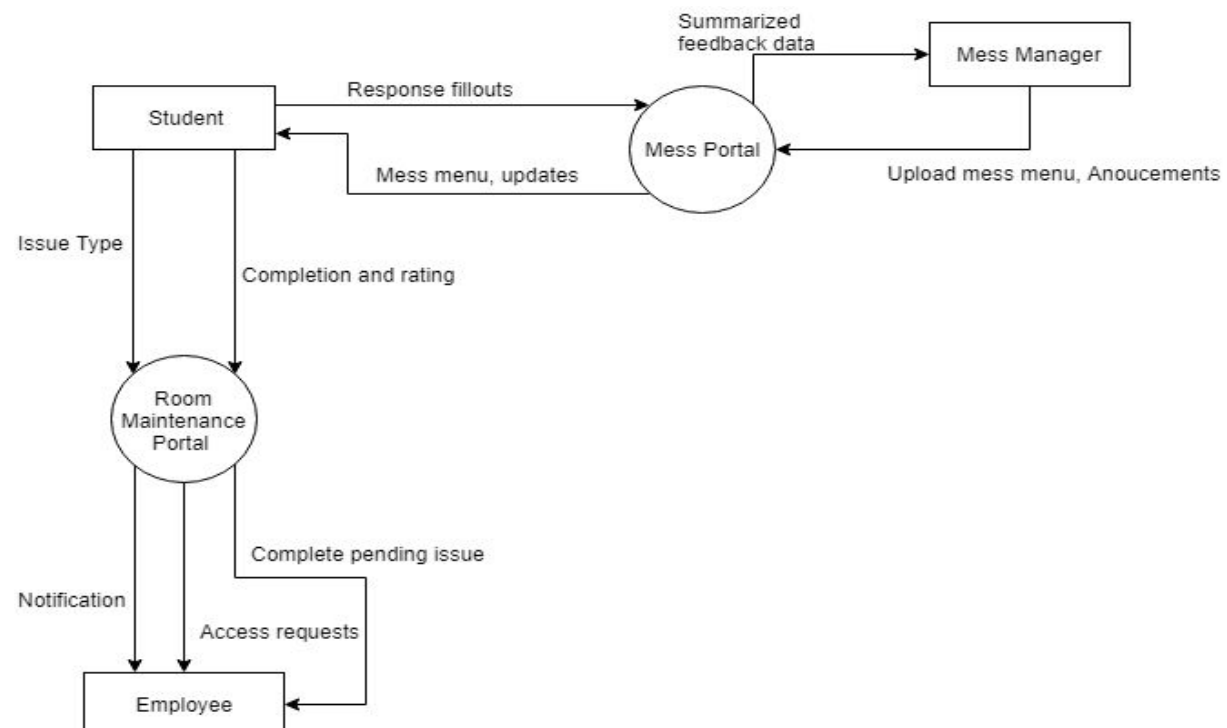 Summarized
feedback data
Mess Manager
Response fillouts
Student
Mess Portal
Mess menu, updates
Upload mess menu, Anoucements
Issue Type
Completion and rating
Room
Maintenance
Portal
Complete pending issue
Notification
Access requests
Employee